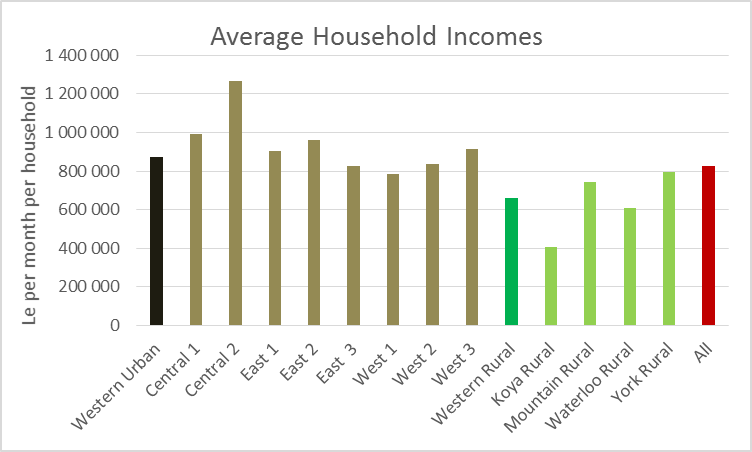 Average Household Incomes
Le per month per household
1 400 000
1 200 000
1 000 000
800 000
600 000
400 000
200 000
0
Western Urban
Central 1
Central 2
East 1
East 2
East  3
West 1
West 2
West 3
Western Rural
Koya Rural
Mountain Rural
Waterloo Rural
York Rural
All